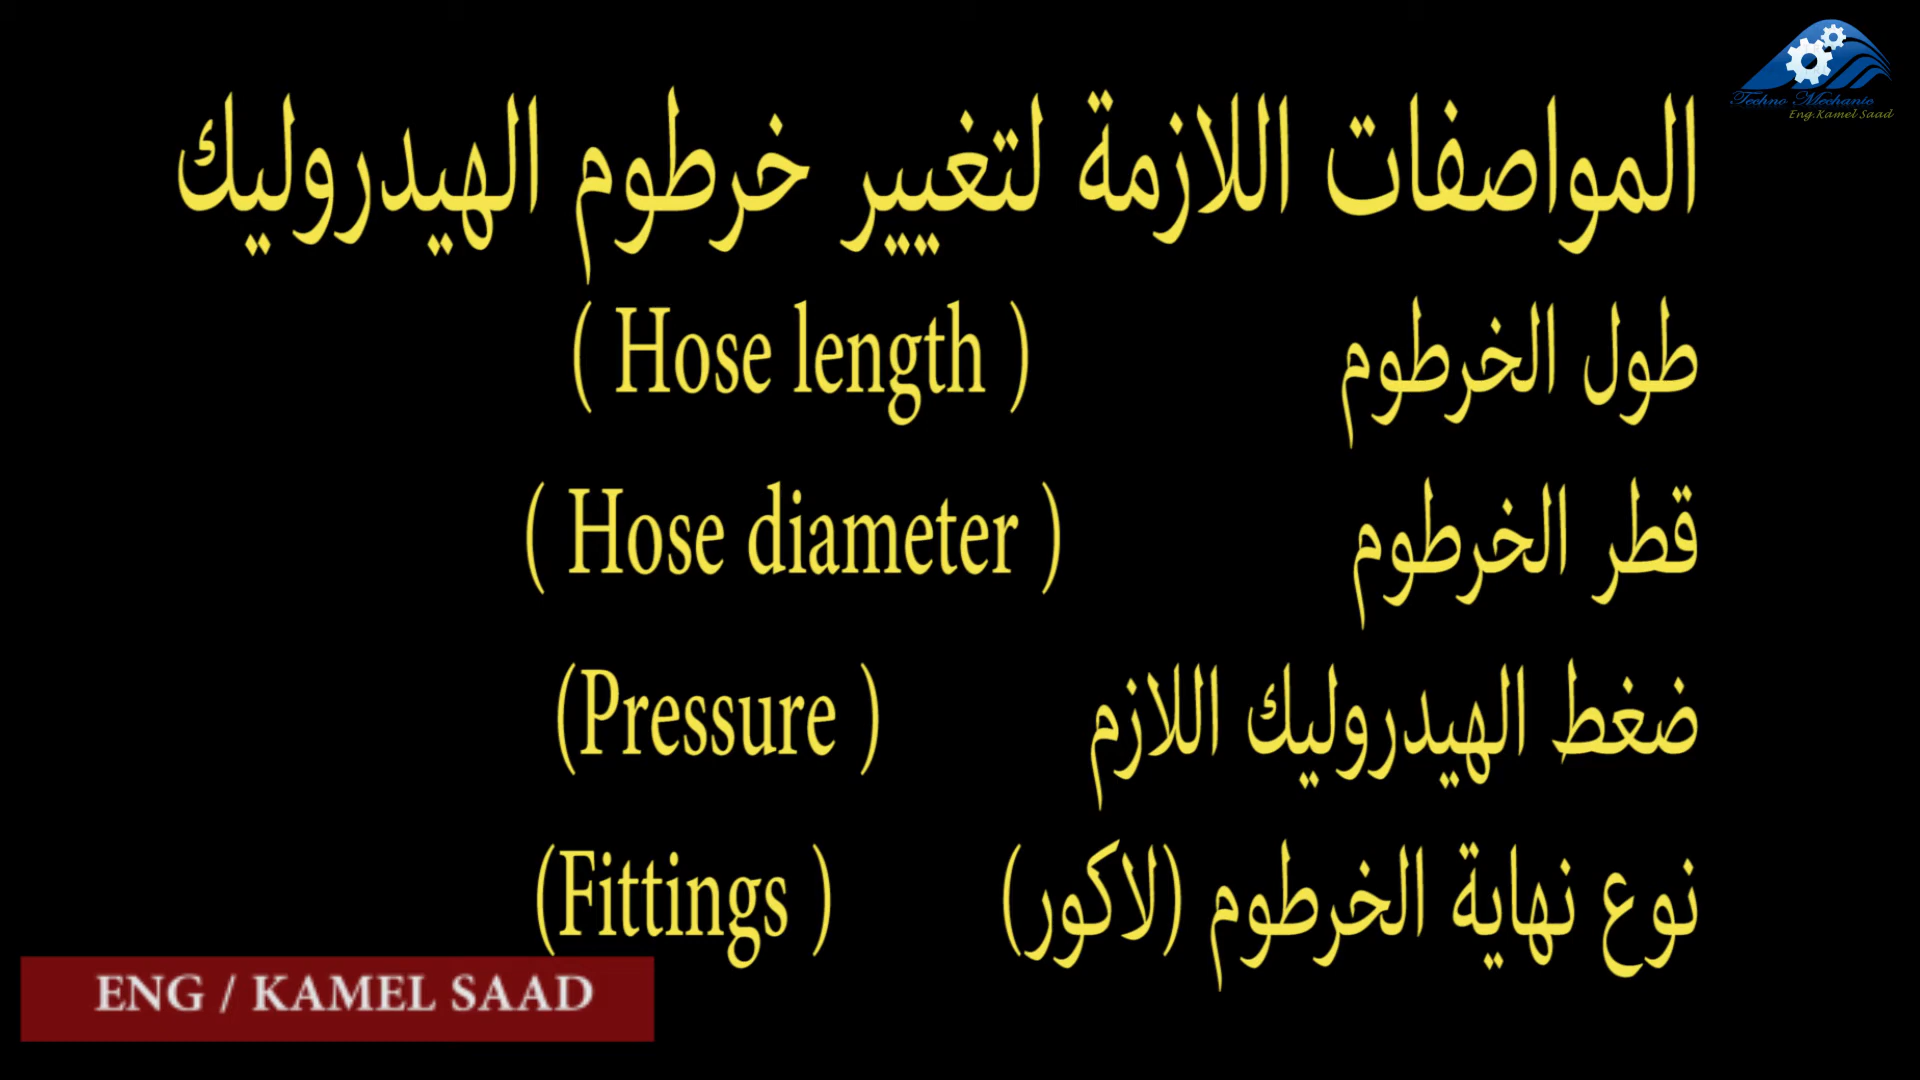 Techno Mechanic
Eng.Kamel Saad
المواصفات اللازمة لتغيير خرطوم الهيدروليك
طول الخرطوم ( Hose length )
قطر الخرطوم ( Hose diameter )
ضغط الهيدروليك اللازم (Pressure )
نوع نهاية الخرطوم (لاكور) (Fittings )
ENG / KAMEL SAAD